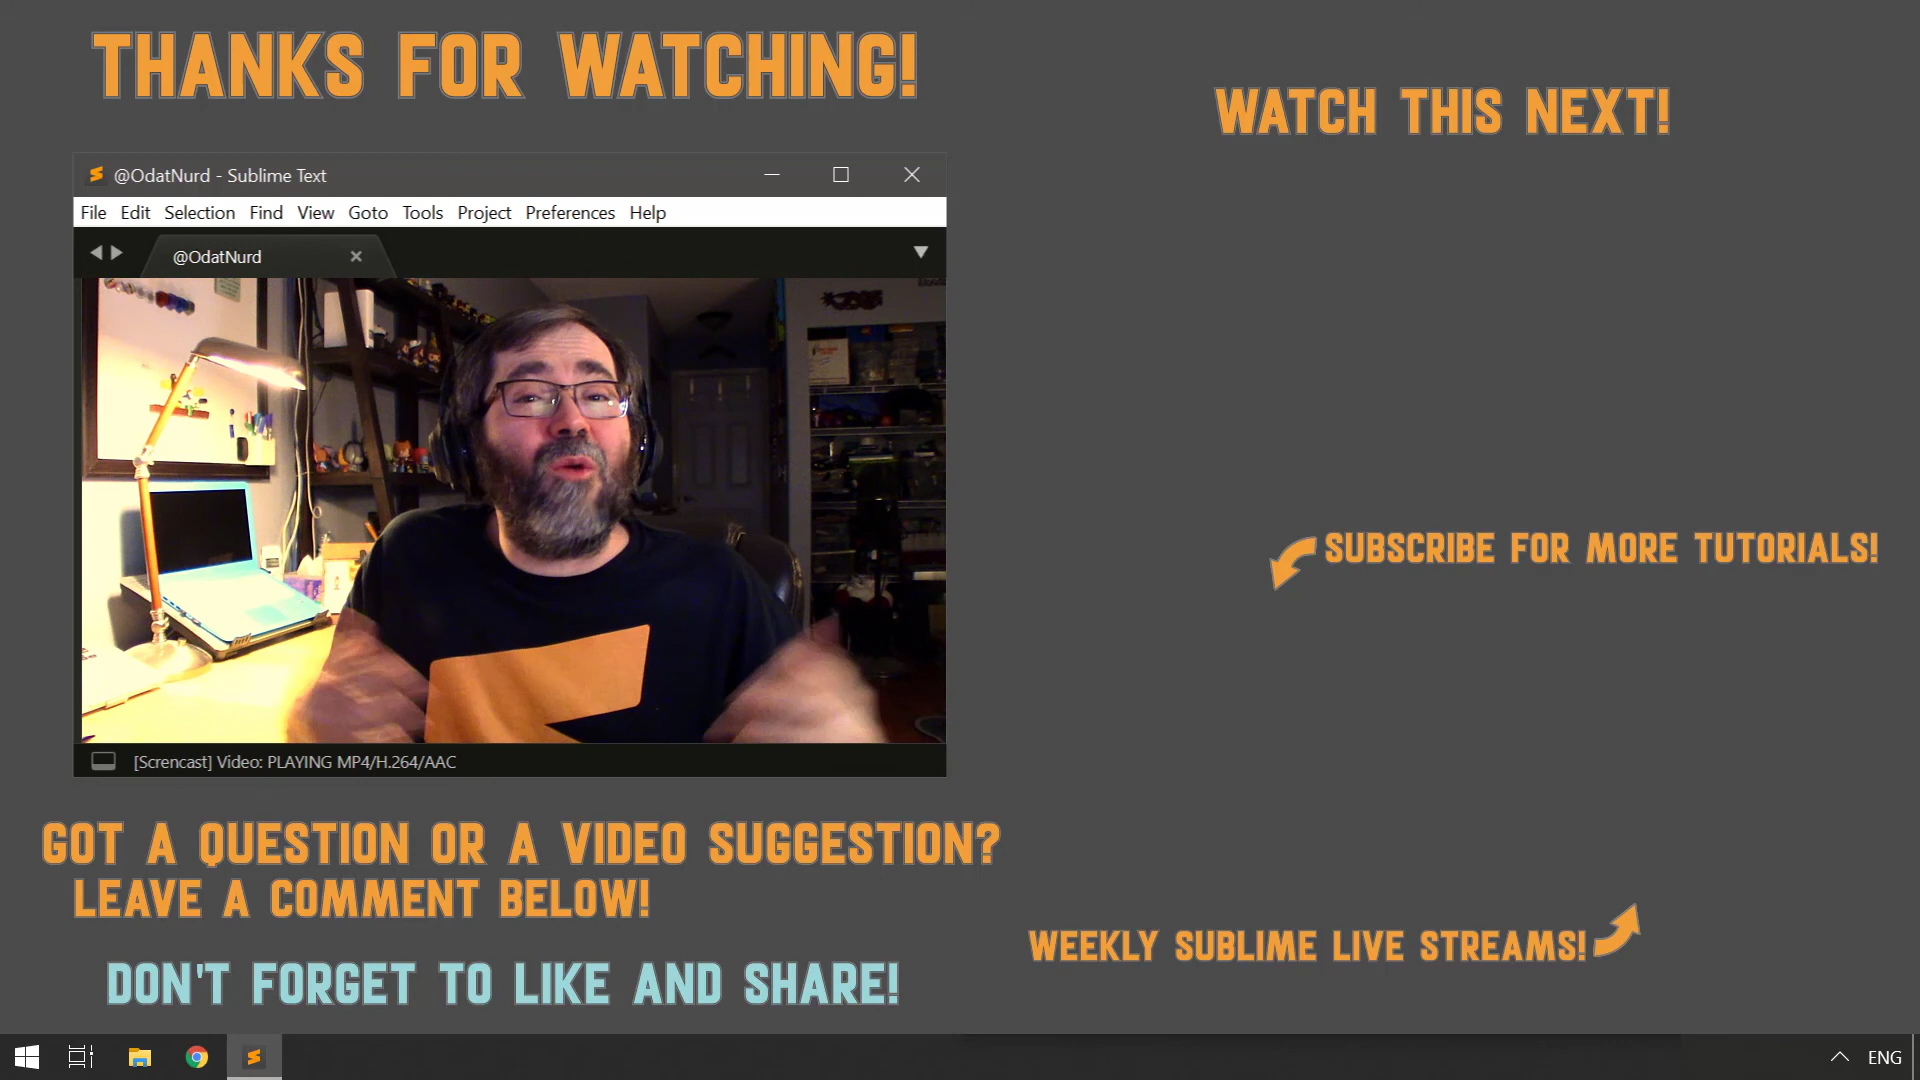 THANKS FOR WATCHING!
WATCH THIS NEXT!
@OdatNurd - Sublime Text
File Edit Selection Find View Goto Tools Project Preferences Help
@OdatNurd
SUBSCRIBE FOR MORE TUTORIALS!
[Screncast] Video: PLAYING MP4/H.264/AAC
GOT A QUESTION OR A VIDEO SUGGESTION?
LEAVE A COMMENT BELOW!
WEEKLY SUBLIME LIVE STREAMS!
DON'T FORGET TO LIKE AND SHARE!
ENG